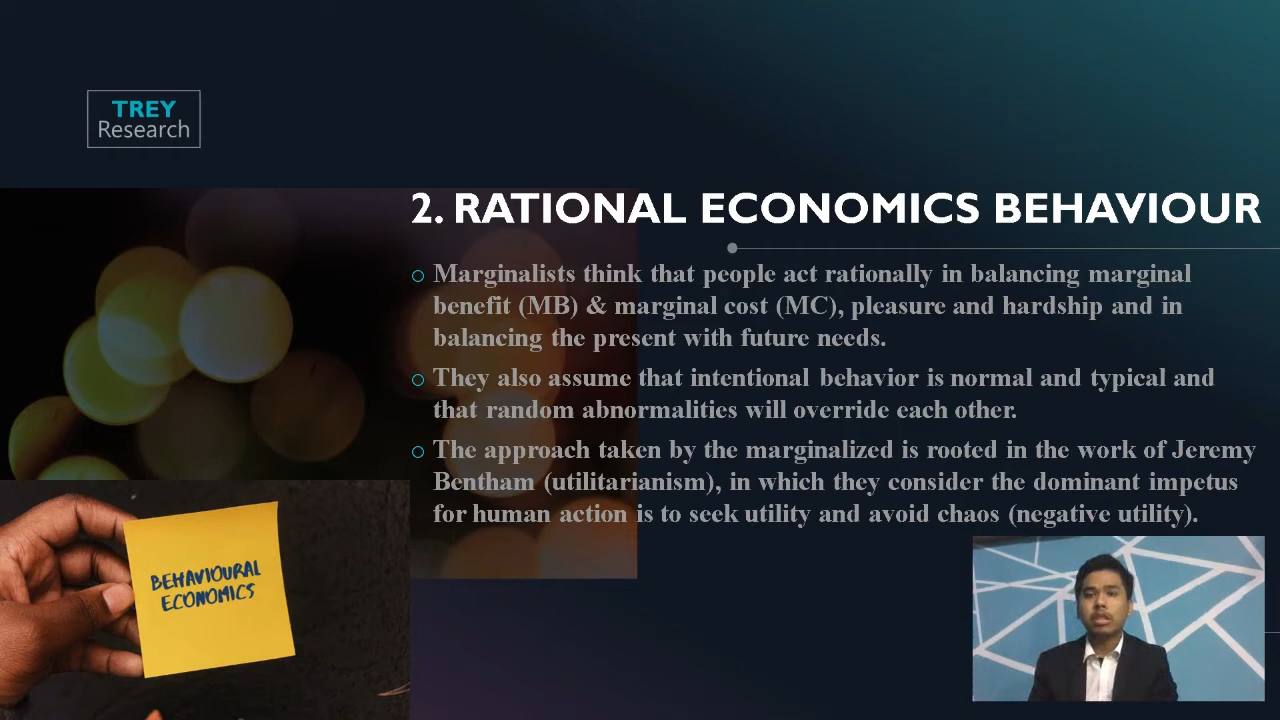 TREY
Research
2. RATIONAL ECONOMICS BEHAVIOUR
Marginalists think that people act rationally in balancing marginal
benefit (MB) & marginal cost (MC), pleasure and hardship and in
balancing the present with future needs.
They also assume that intentional behavior is normal and typical and
that random abnormalities will override each other.
The approach taken by the marginalized is rooted in the work of Jeremy
Bentham (utilitarianism), in which they consider the dominant impetus
for human action is to seek utility and avoid chaos (negative utility).
BEHAVIOURAL
ECONOMICS